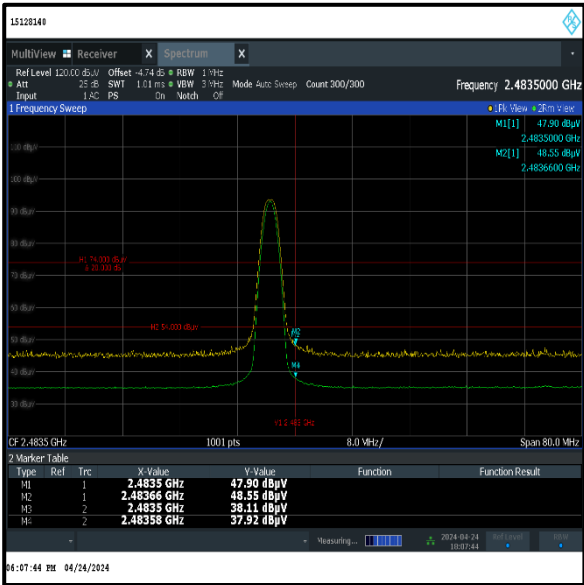 15128140
MultiView Receiver X Spectrum X
Ref Level 120.00 dBµV Offset -4.74 dB RBW 1 MHz
Att 25 dB SWT 1.01 ms VBW 3 MHz Mode Auto Sweep Count 300/300 Frequency 2.4835000 GHz
Input 1 AC PS On Notch Off
1 Frequency Sweep 1Pk View 2Rm View
M1[1] 47.90 dBµV
2.4835000 GHz
M2[1] 48.55 dBµV
2.4836600 GHz
100 dBµV
90 dBµV
80 dBµV
H1 74.000 dBµV
70 dBµV
60 dBµV
H2 54.000 dBµV
50 dBµV
M2
40 dBµV
M4
30 dBµV
CF 2.4835 GHz 1001 pts 8.0 MHz/ Span 80.0 MHz
2 Marker Table
Type Ref Trc X-Value Y-Value Function Function Result
M1 1 2.4835 GHz 47.90 dBµV
M2 1 2.48366 GHz 48.55 dBµV
M3 2 2.4835 GHz 38.11 dBµV
M4 2 2.48358 GHz 37.92 dBµV
Measuring... 2024-04-24 Ref Level RBW
10:07:44
06:07:44 PM 04/24/2024